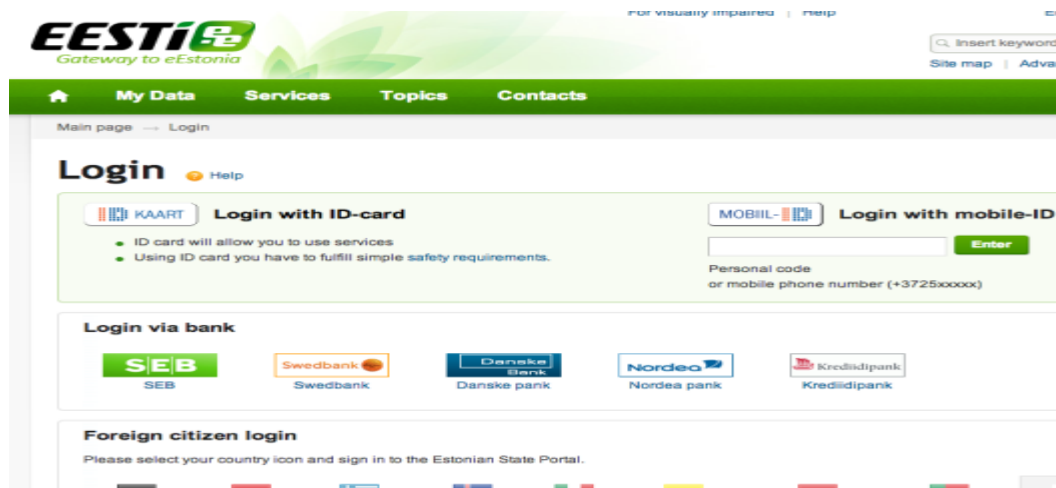 For visually impaired | Help
EESTi ee
Gateway to eEstonia
Insert keyword
Site map | Adva
My Data Services Topics Contacts
Main page → Login
Login Help
KAART Login with ID-card
ID card will allow you to use services
Using ID card you have to fulfill simple safety requirements.
MOBIIL- Login with mobile-ID
Enter
Personal code
or mobile phone number (+3725xxxxx)
Login via bank
S|E|B Swedbank Danske Bank Nordea Krediidipank
SEB Swedbank Danske pank Nordea pank Krediidipank
Foreign citizen login
Please select your country icon and sign in to the Estonian State Portal.